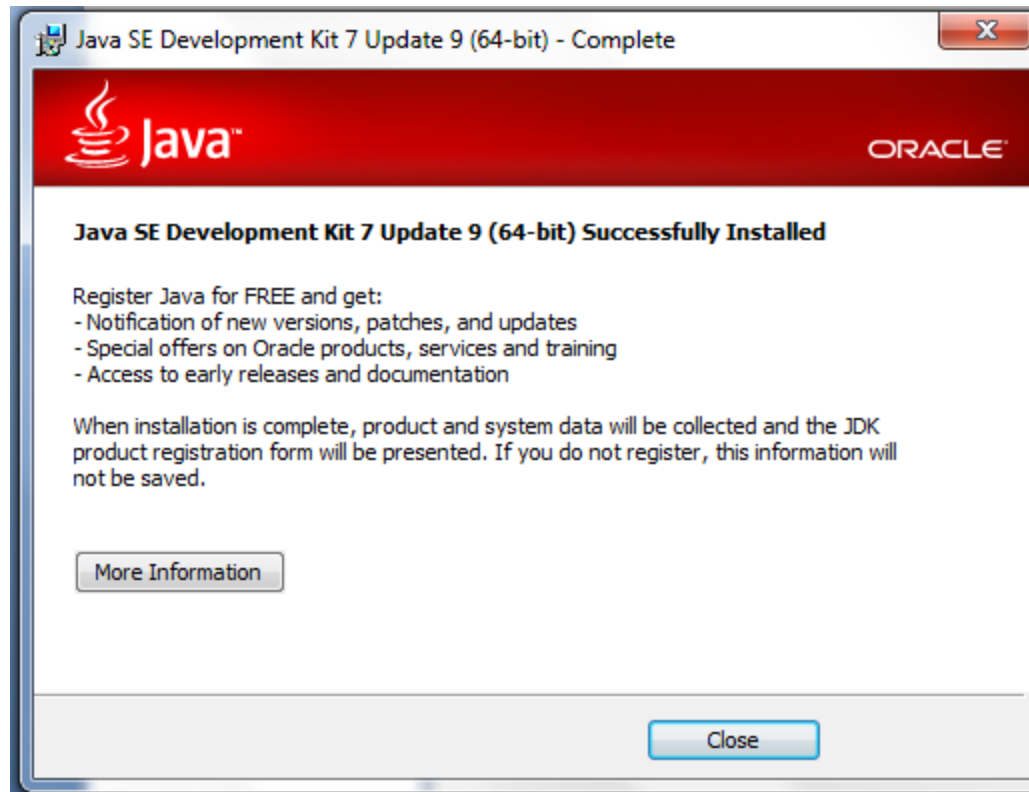 Java SE Development Kit 7 Update 9 (64-bit) - Complete
Java™
ORACLE®
Java SE Development Kit 7 Update 9 (64-bit) Successfully Installed
Register Java for FREE and get:
- Notification of new versions, patches, and updates
- Special offers on Oracle products, services and training
- Access to early releases and documentation
When installation is complete, product and system data will be collected and the JDK
product registration form will be presented. If you do not register, this information will
not be saved.
More Information
Close